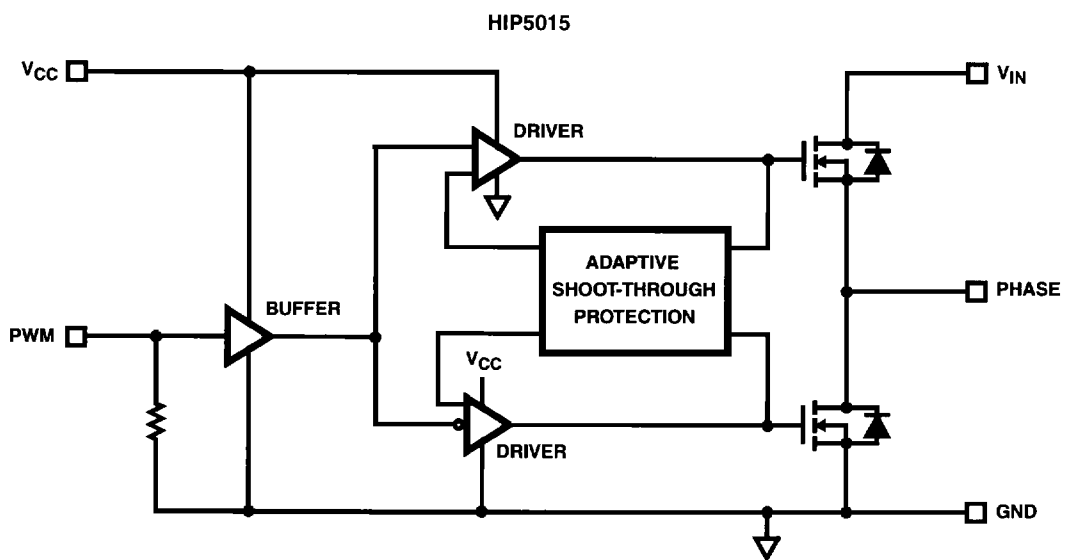 HIP5015
VCC
VIN
DRIVER
ADAPTIVE
SHOOT-THROUGH
PROTECTION
PHASE
BUFFER
PWM
VCC
DRIVER
GND